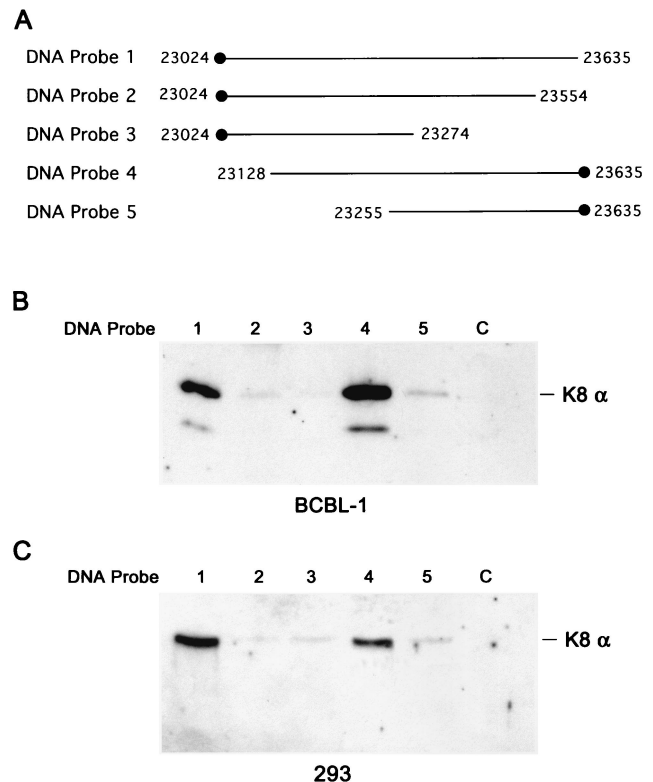 A
DNA Probe 1 23024 23635
DNA Probe 2 23024 23554
DNA Probe 3 23024 23274
DNA Probe 4 23128 23635
DNA Probe 5 23255 23635
B
DNA Probe 1 2 3 4 5 C
K8 α
BCBL-1
C
DNA Probe 1 2 3 4 5 C
K8 α
293